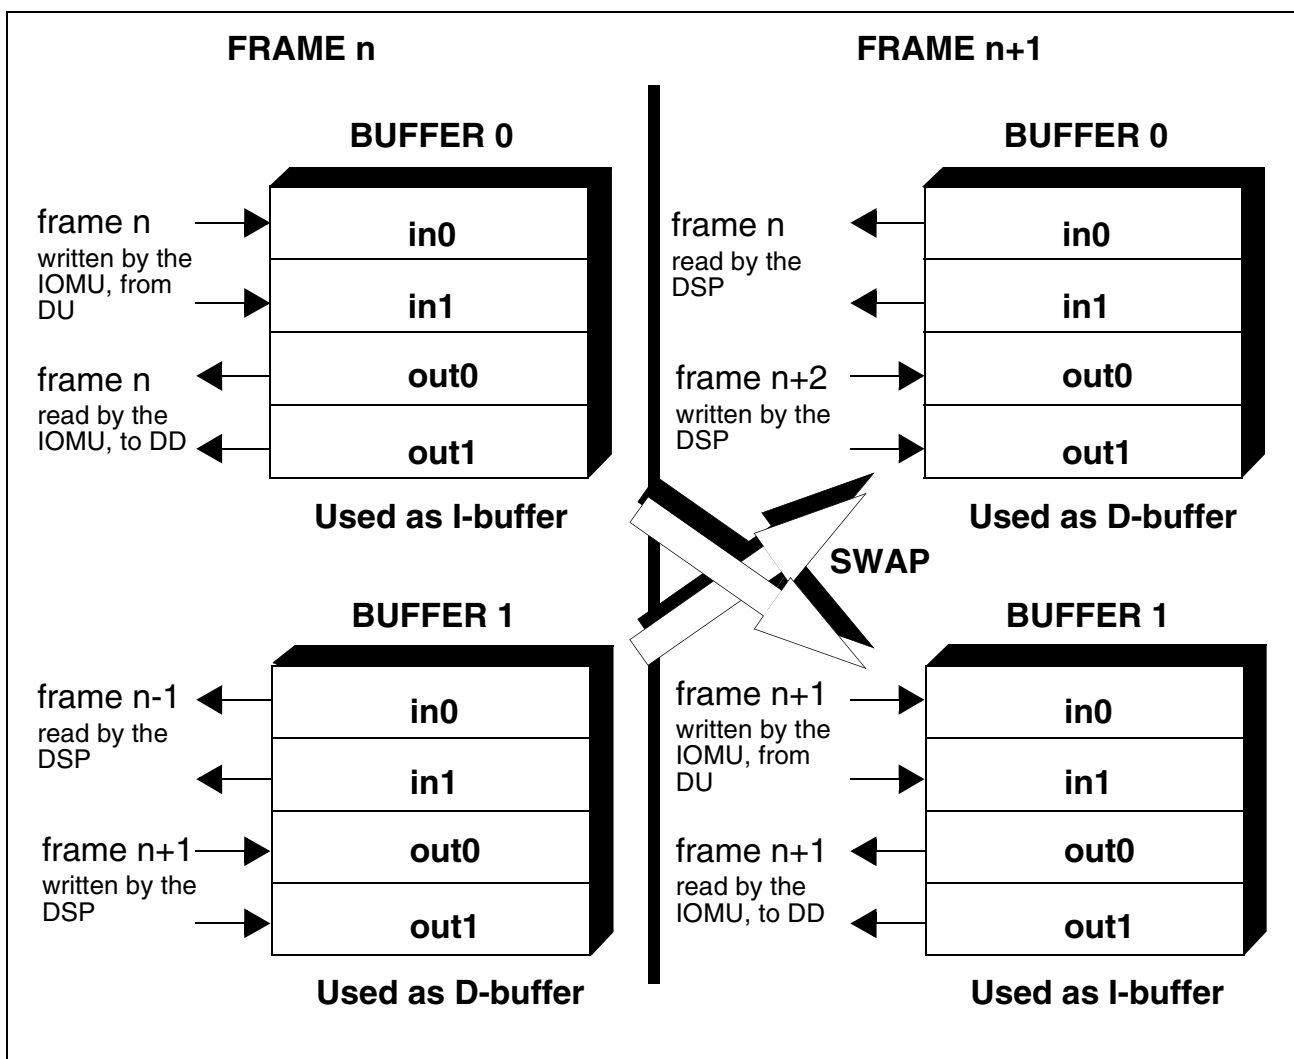 FRAME n
BUFFER 0
frame n
written by the
IOMU, from
DU
in0
in1
frame n
read by the
IOMU, to DD
out0
out1
Used as I-buffer
BUFFER 1
frame n-1
read by the
DSP
in0
in1
frame n+1
written by the
DSP
out0
out1
Used as D-buffer
SWAP
FRAME n+1
BUFFER 0
frame n
read by the
DSP
in0
in1
frame n+2
written by the
DSP
out0
out1
Used as D-buffer
BUFFER 1
frame n+1
written by the
IOMU, from
DU
in0
in1
frame n+1
read by the
IOMU, to DD
out0
out1
Used as I-buffer